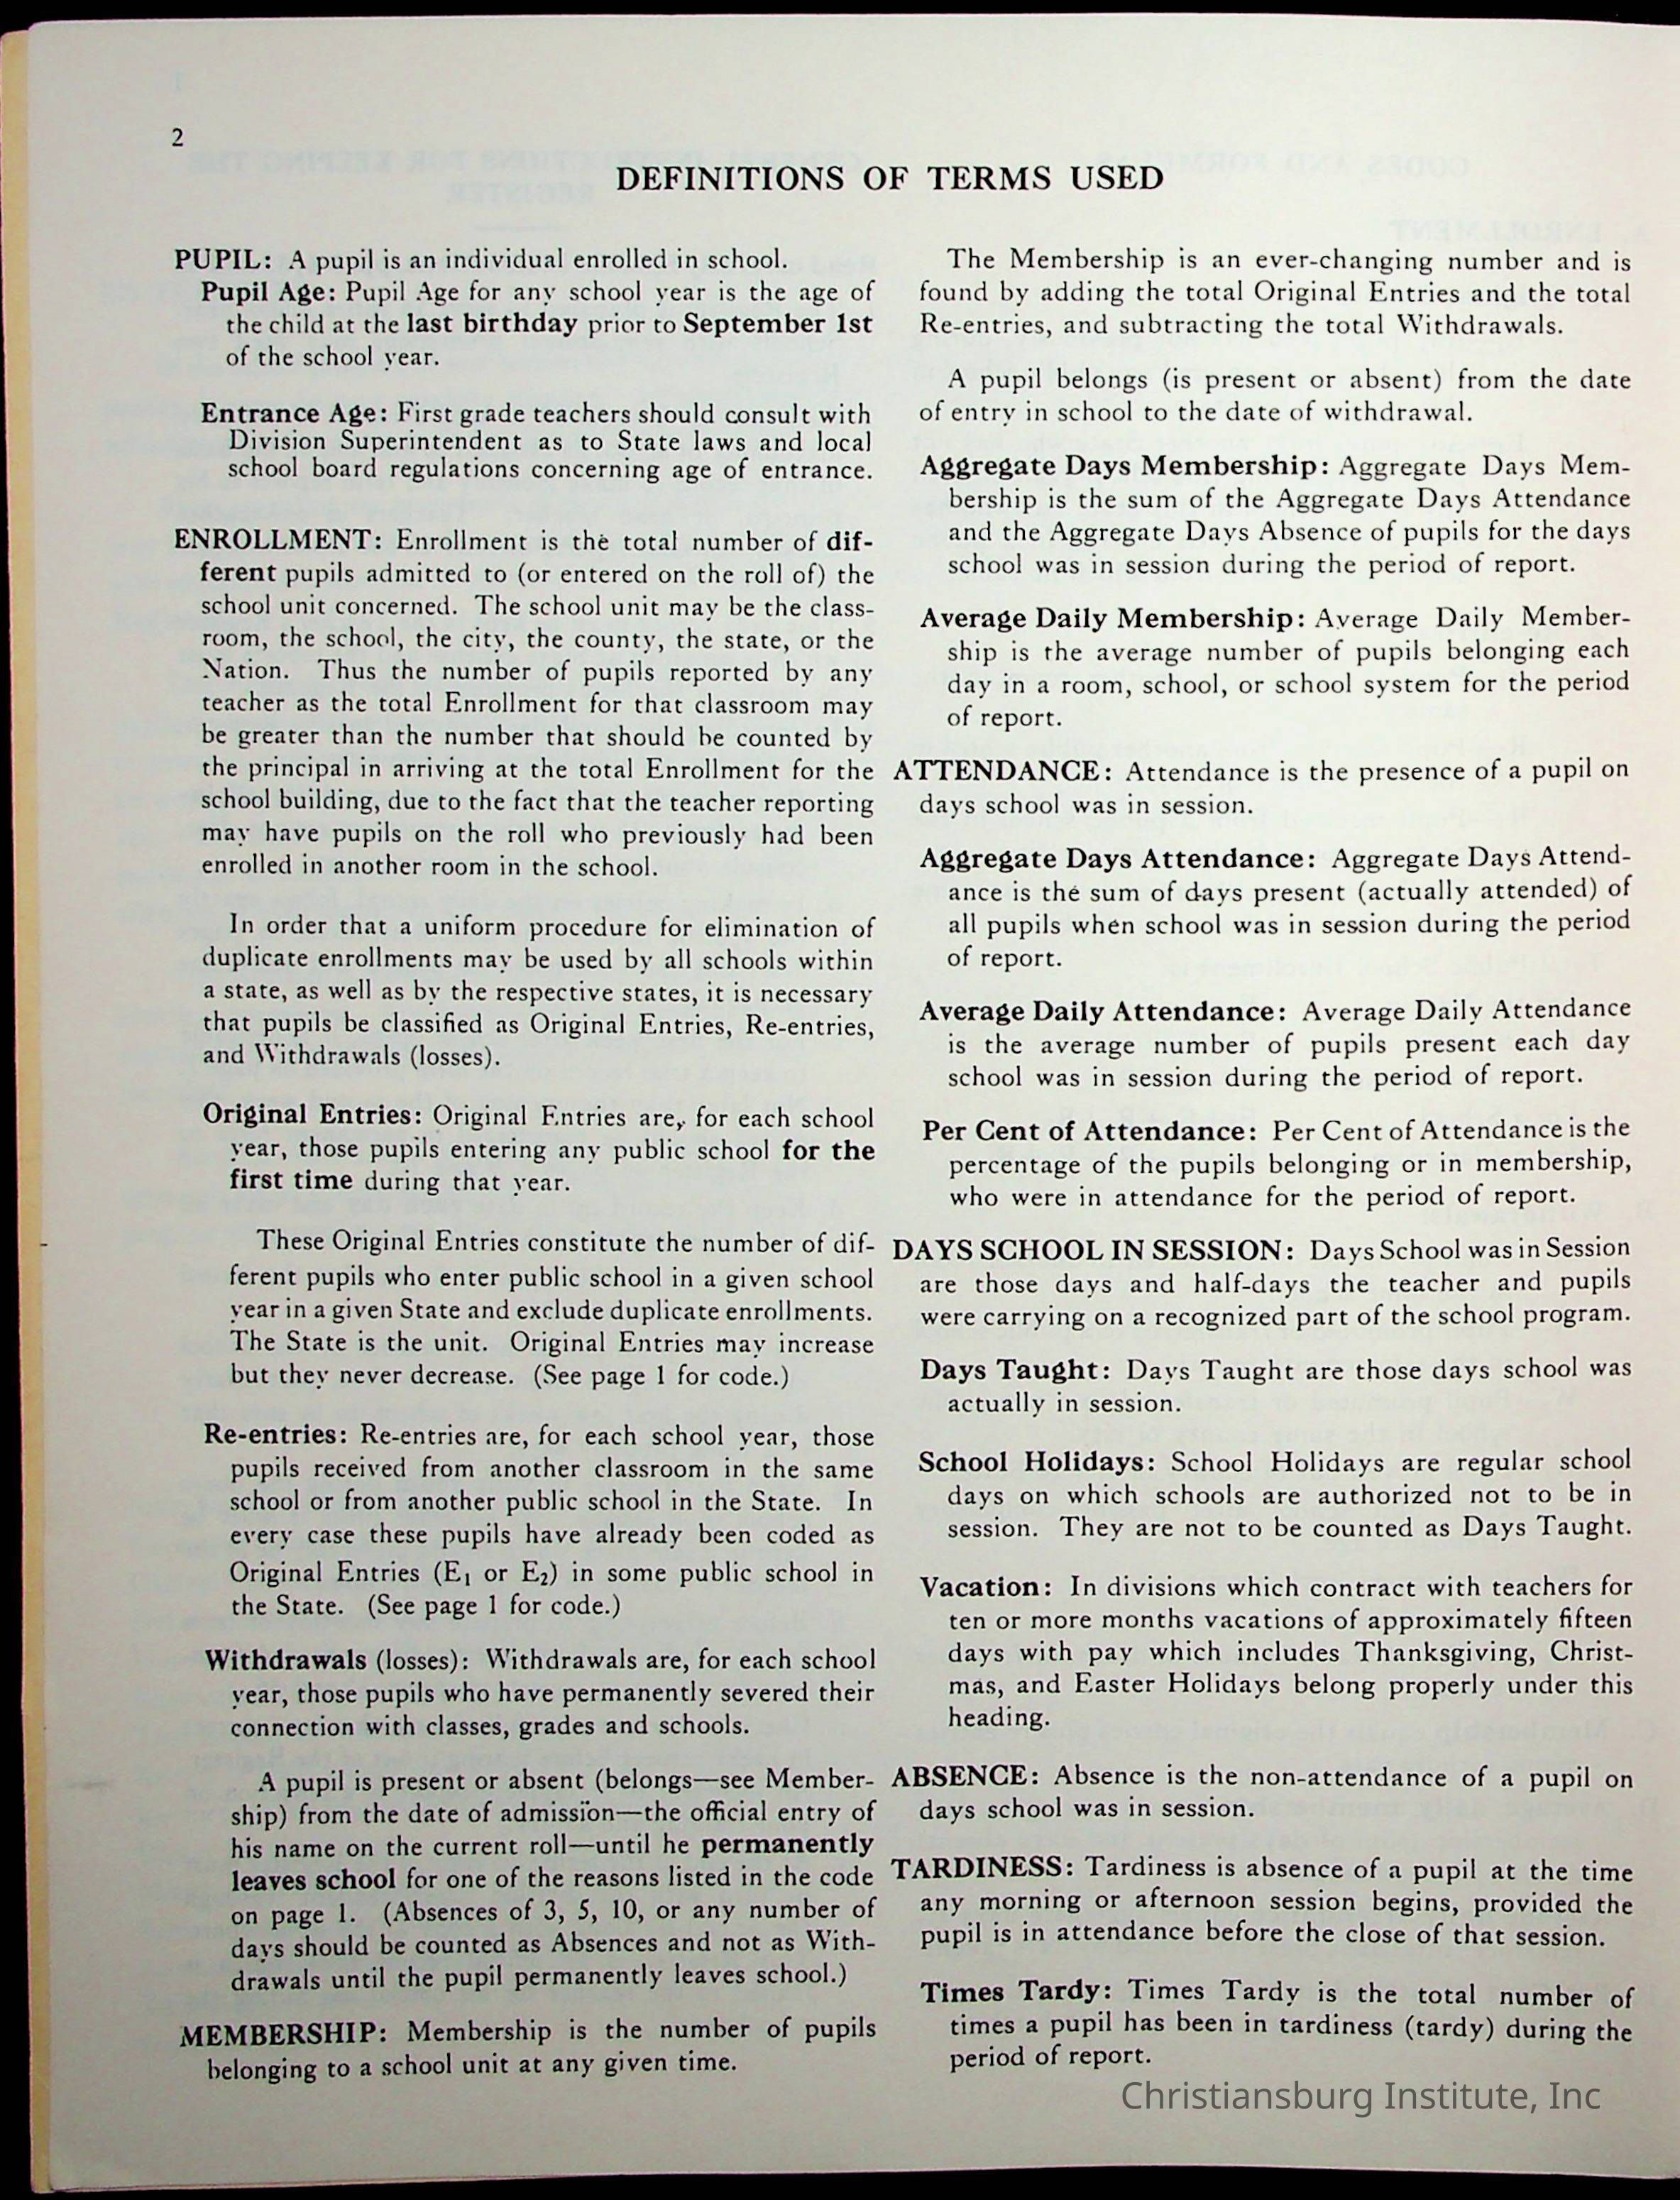 2
DEFINITIONS OF TERMS USED
PUPIL: A pupil is an individual enrolled in school.
Pupil Age: Pupil Age for any school year is the age of
the child at the last birthday prior to September 1st
of the school year.
Entrance Age: First grade teachers should consult with
Division Superintendent as to State laws and local
school board regulations concerning age of entrance.
ENROLLMENT: Enrollment is the total number of dif-
ferent pupils admitted to (or entered on the roll of) the
school unit concerned. The school unit may be the class-
room, the school, the city, the county, the state, or the
Nation. Thus the number of pupils reported by any
teacher as the total Enrollment for that classroom may
be greater than the number that should be counted by
the principal in arriving at the total Enrollment for the
school building, due to the fact that the teacher reporting
may have pupils on the roll who previously had been
enrolled in another room in the school.
In order that a uniform procedure for elimination of
duplicate enrollments may be used by all schools within
a state, as well as by the respective states, it is necessary
that pupils be classified as Original Entries, Re-entries,
and Withdrawals (losses).
Original Entries: Original Entries are, for each school
year, those pupils entering any public school for the
first time during that year.
These Original Entries constitute the number of dif-
ferent pupils who enter public school in a given school
year in a given State and exclude duplicate enrollments.
The State is the unit. Original Entries may increase
but they never decrease. (See page 1 for code.)
Re-entries: Re-entries are, for each school year, those
pupils received from another classroom in the same
school or from another public school in the State. In
every case these pupils have already been coded as
Original Entries (E₁ or E₂) in some public school in
the State. (See page 1 for code.)
Withdrawals (losses): Withdrawals are, for each school
year, those pupils who have permanently severed their
connection with classes, grades and schools.
A pupil is present or absent (belongs—see Member-
ship) from the date of admission—the official entry of
his name on the current roll—until he permanently
leaves school for one of the reasons listed in the code
on page 1. (Absences of 3, 5, 10, or any number of
days should be counted as Absences and not as With-
drawals until the pupil permanently leaves school.)
MEMBERSHIP: Membership is the number of pupils
belonging to a school unit at any given time.
The Membership is an ever-changing number and is
found by adding the total Original Entries and the total
Re-entries, and subtracting the total Withdrawals.
A pupil belongs (is present or absent) from the date
of entry in school to the date of withdrawal.
Aggregate Days Membership: Aggregate Days Mem-
bership is the sum of the Aggregate Days Attendance
and the Aggregate Days Absence of pupils for the days
school was in session during the period of report.
Average Daily Membership: Average Daily Member-
ship is the average number of pupils belonging each
day in a room, school, or school system for the period
of report.
ATTENDANCE: Attendance is the presence of a pupil on
days school was in session.
Aggregate Days Attendance: Aggregate Days Attend-
ance is the sum of days present (actually attended) of
all pupils when school was in session during the period
of report.
Average Daily Attendance: Average Daily Attendance
is the average number of pupils present each day
school was in session during the period of report.
Per Cent of Attendance: Per Cent of Attendance is the
percentage of the pupils belonging or in membership,
who were in attendance for the period of report.
DAYS SCHOOL IN SESSION: Days School was in Session
are those days and half-days the teacher and pupils
were carrying on a recognized part of the school program.
Days Taught: Days Taught are those days school was
actually in session.
School Holidays: School Holidays are regular school
days on which schools are authorized not to be in
session. They are not to be counted as Days Taught.
Vacation: In divisions which contract with teachers for
ten or more months vacations of approximately fifteen
days with pay which includes Thanksgiving, Christ-
mas, and Easter Holidays belong properly under this
heading.
ABSENCE: Absence is the non-attendance of a pupil on
days school was in session.
TARDINESS: Tardiness is absence of a pupil at the time
any morning or afternoon session begins, provided the
pupil is in attendance before the close of that session.
Times Tardy: Times Tardy is the total number of
times a pupil has been in tardiness (tardy) during the
period of report.
Christiansburg Institute, Inc